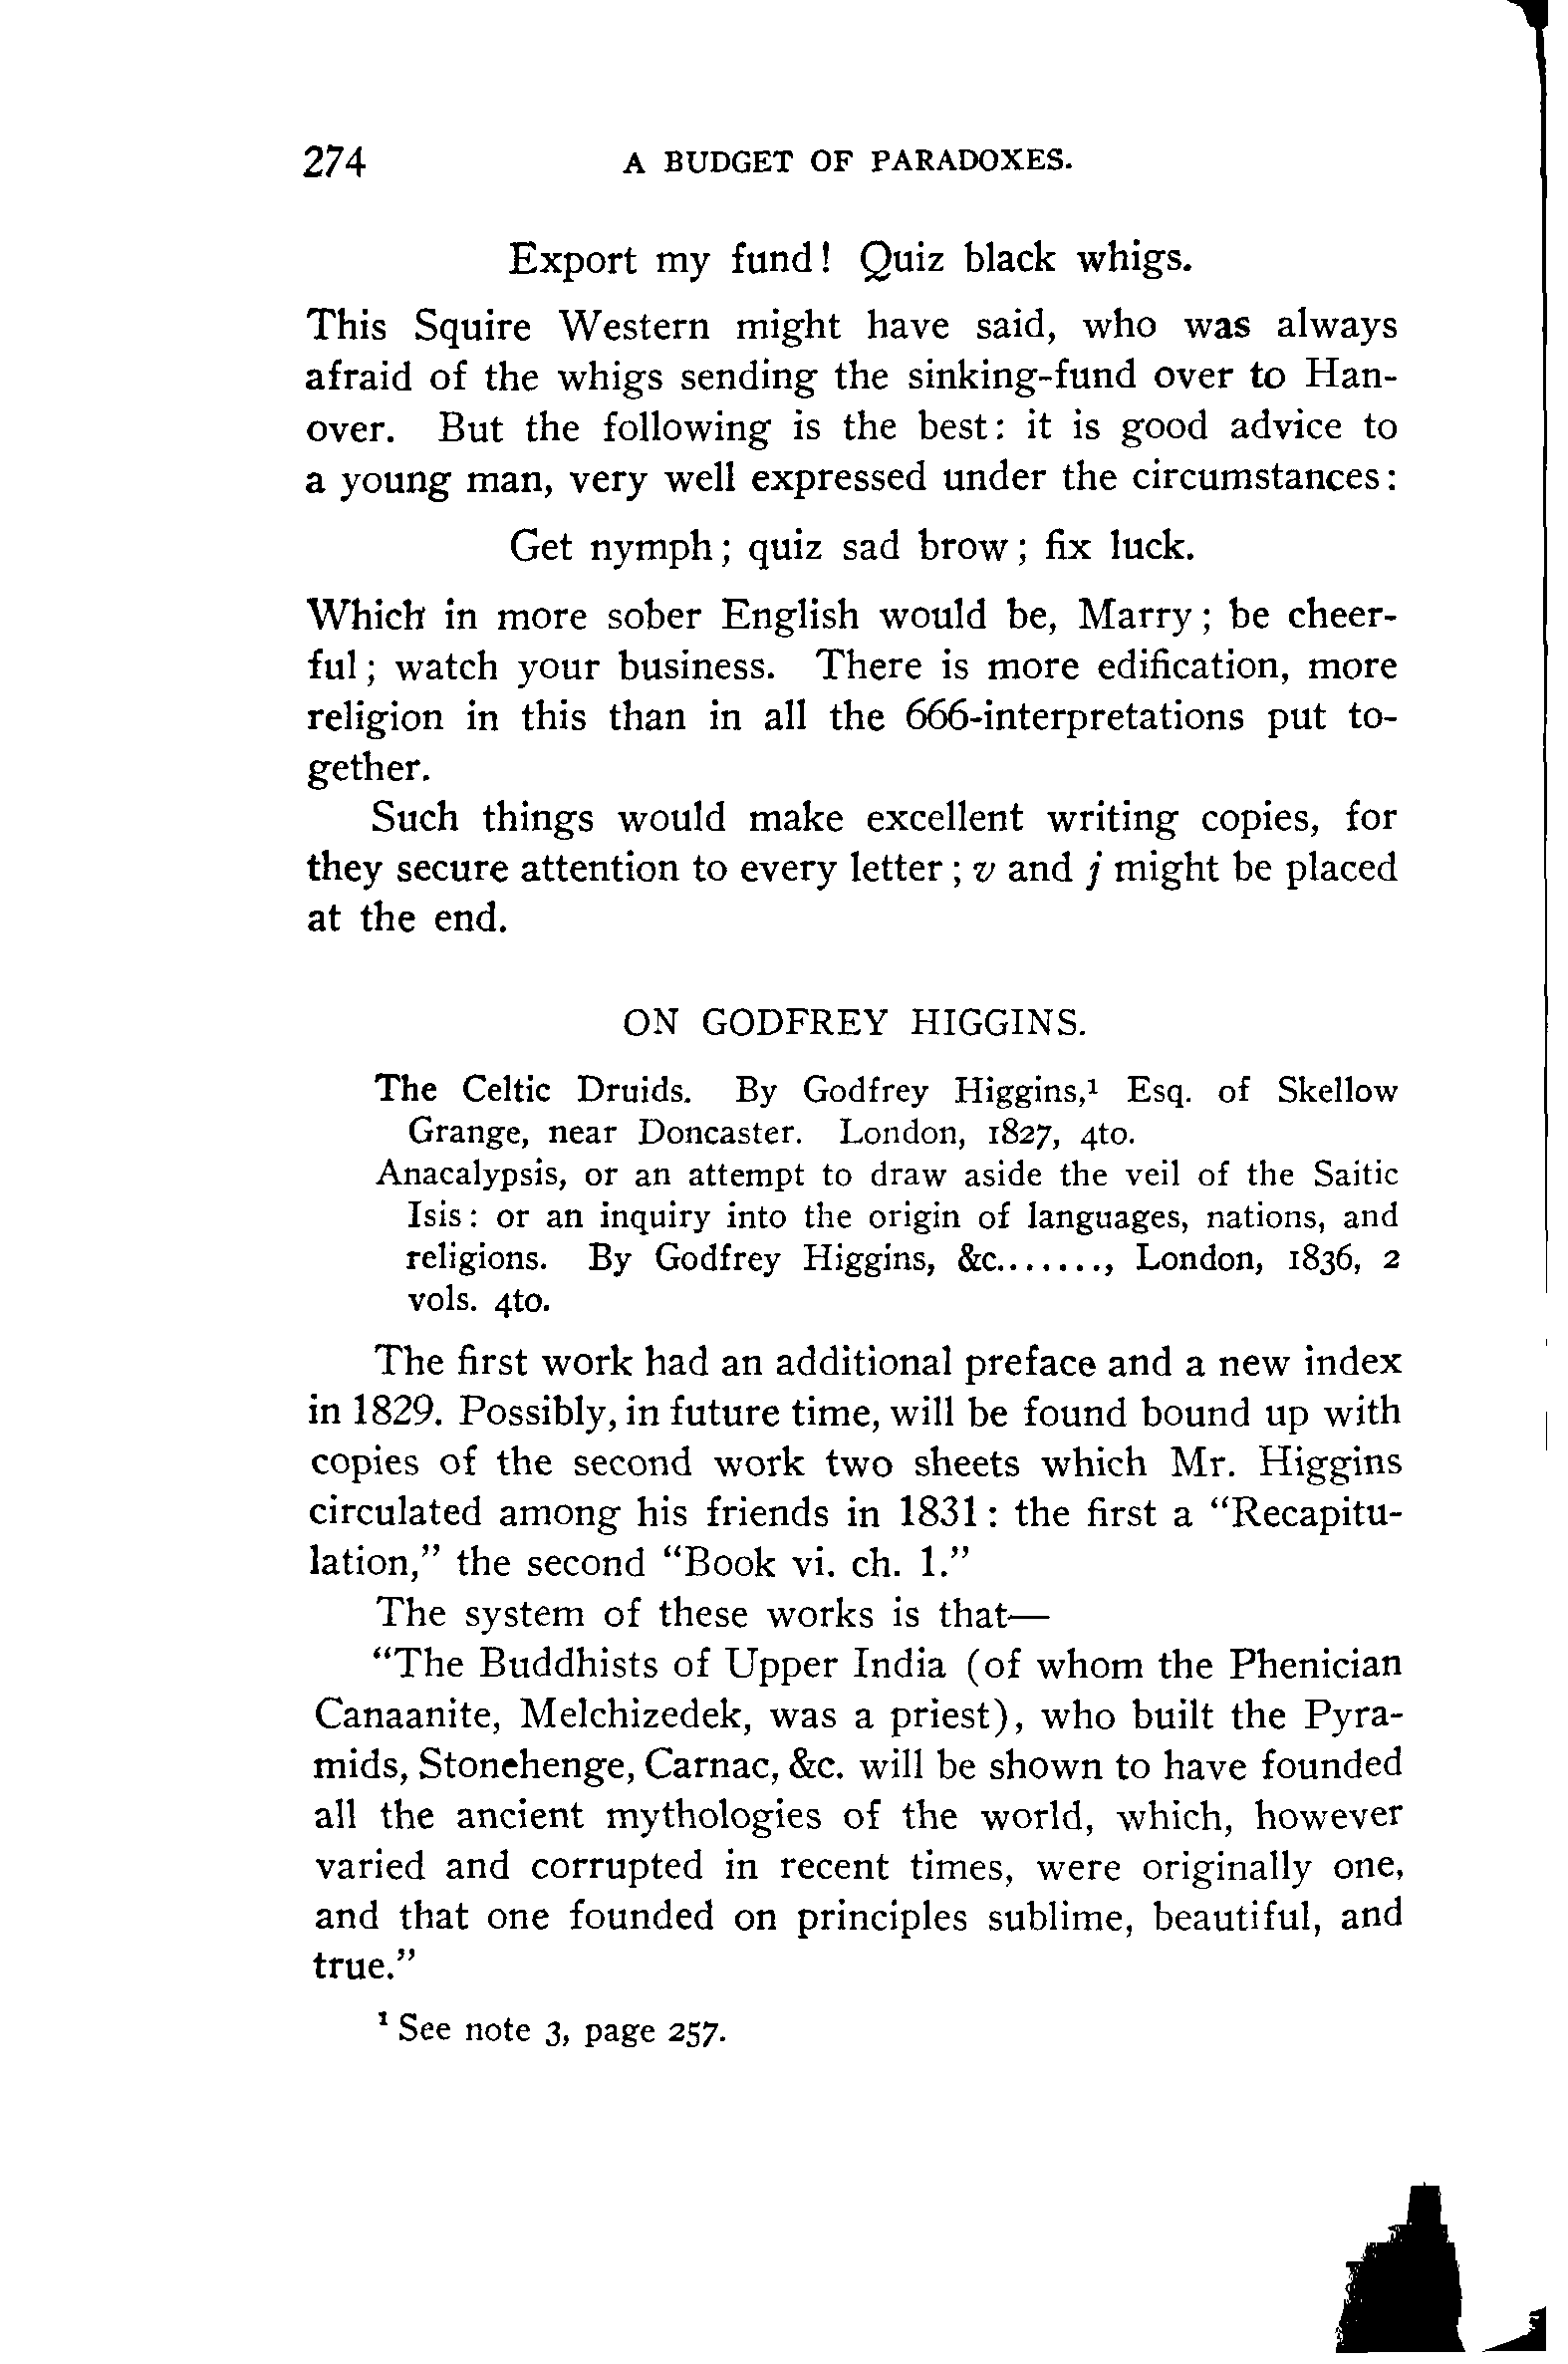 274 A BUDGET OF PARADOXES.
Export my fund! Quiz black whigs.
This Squire Western might have said, who was always
afraid of the whigs sending the sinking-fund over to Han-
over. But the following is the best: it is good advice to
a young man, very well expressed under the circumstances:
Get nymph; quiz sad brow; fix luck.
Which in more sober English would be, Marry; be cheer-
ful; watch your business. There is more edification, more
religion in this than in all the 666-interpretations put to-
gether.
Such things would make excellent writing copies, for
they secure attention to every letter; v and j might be placed
at the end.
ON GODFREY HIGGINS.
The Celtic Druids. By Godfrey Higgins,¹ Esq. of Skellow
Grange, near Doncaster. London, 1827, 4to.
Anacalypsis, or an attempt to draw aside the veil of the Saitic
Isis: or an inquiry into the origin of languages, nations, and
religions. By Godfrey Higgins, &c......., London, 1836, 2
vols. 4to.
The first work had an additional preface and a new index
in 1829. Possibly, in future time, will be found bound up with
copies of the second work two sheets which Mr. Higgins
circulated among his friends in 1831: the first a "Recapitu-
lation," the second "Book vi. ch. 1."
The system of these works is that—
"The Buddhists of Upper India (of whom the Phenician
Canaanite, Melchizedek, was a priest), who built the Pyra-
mids, Stonehenge, Carnac, &c. will be shown to have founded
all the ancient mythologies of the world, which, however
varied and corrupted in recent times, were originally one,
and that one founded on principles sublime, beautiful, and
true."
¹ See note 3, page 257.